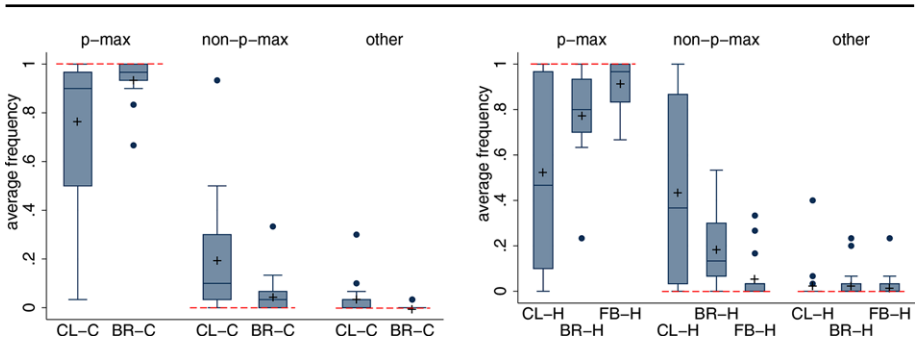 p−max non−p−max other
average frequency
1
.8
.6
.4
.2
0
CL−C BR−C CL−C BR−C CL−C BR−C
p−max non−p−max other
average frequency
1
.8
.6
.4
.2
0
CL−H FB−H BR−H CL−H FB−H
BR−H CL−H FB−H BR−H